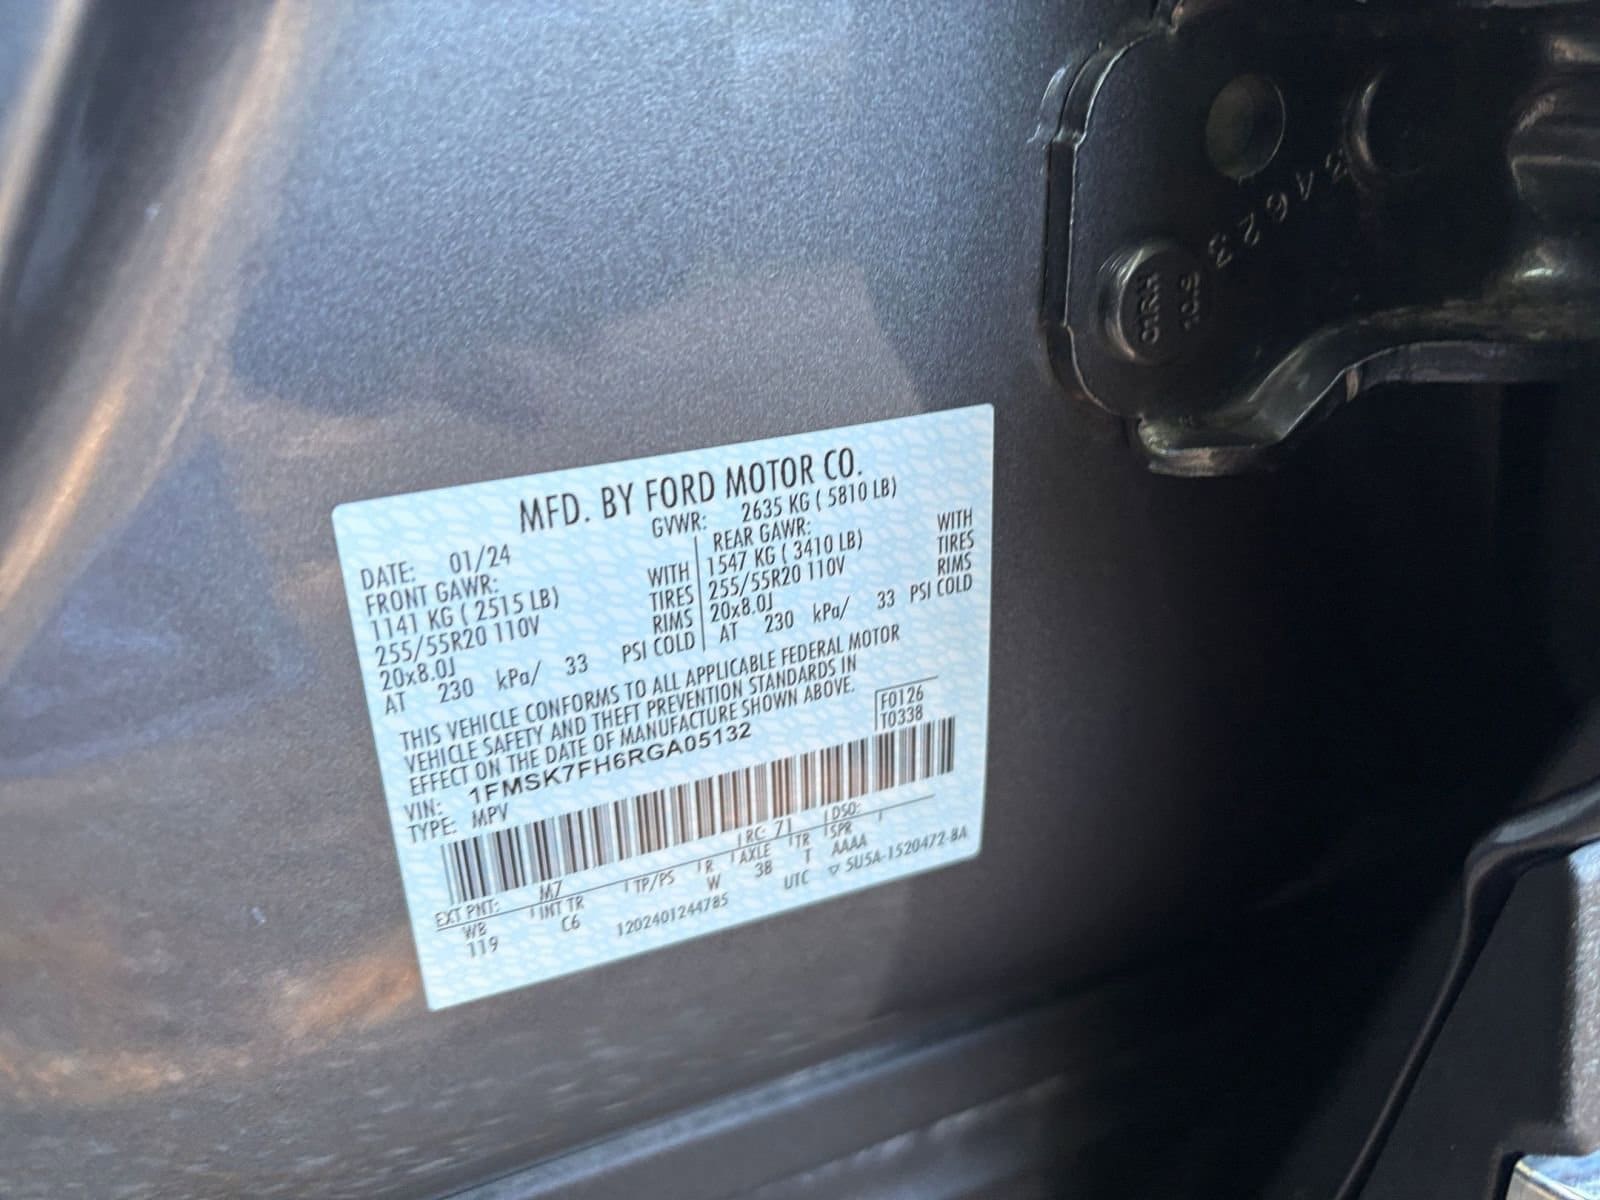 34623
01RH
10.9
MFD. BY FORD MOTOR CO.
DATE: 01/24
GVWR: 2635 KG ( 5810 LB)
FRONT GAWR:
1141 KG ( 2515 LB) WITH
255/55R20 110V TIRES
20x8.0J RIMS
AT 230 kPa/ 33 PSI COLD
REAR GAWR:
1547 KG ( 3410 LB) WITH
255/55R20 110V TIRES
20x8.0J RIMS
AT 230 kPa/ 33 PSI COLD
THIS VEHICLE CONFORMS TO ALL APPLICABLE FEDERAL MOTOR
VEHICLE SAFETY AND THEFT PREVENTION STANDARDS IN
EFFECT ON THE DATE OF MANUFACTURE SHOWN ABOVE.
F0126
T0338
VIN: 1FMSK7FH6RGA05132
TYPE: MPV
EXT PNT: M7 RC: 71 DSO:
WB INT TR TP/PS R AXLE TR SPR
119 C6 W 3B T AAAA
1202401244785
UTC ▽ 5U5A-1520472-BA